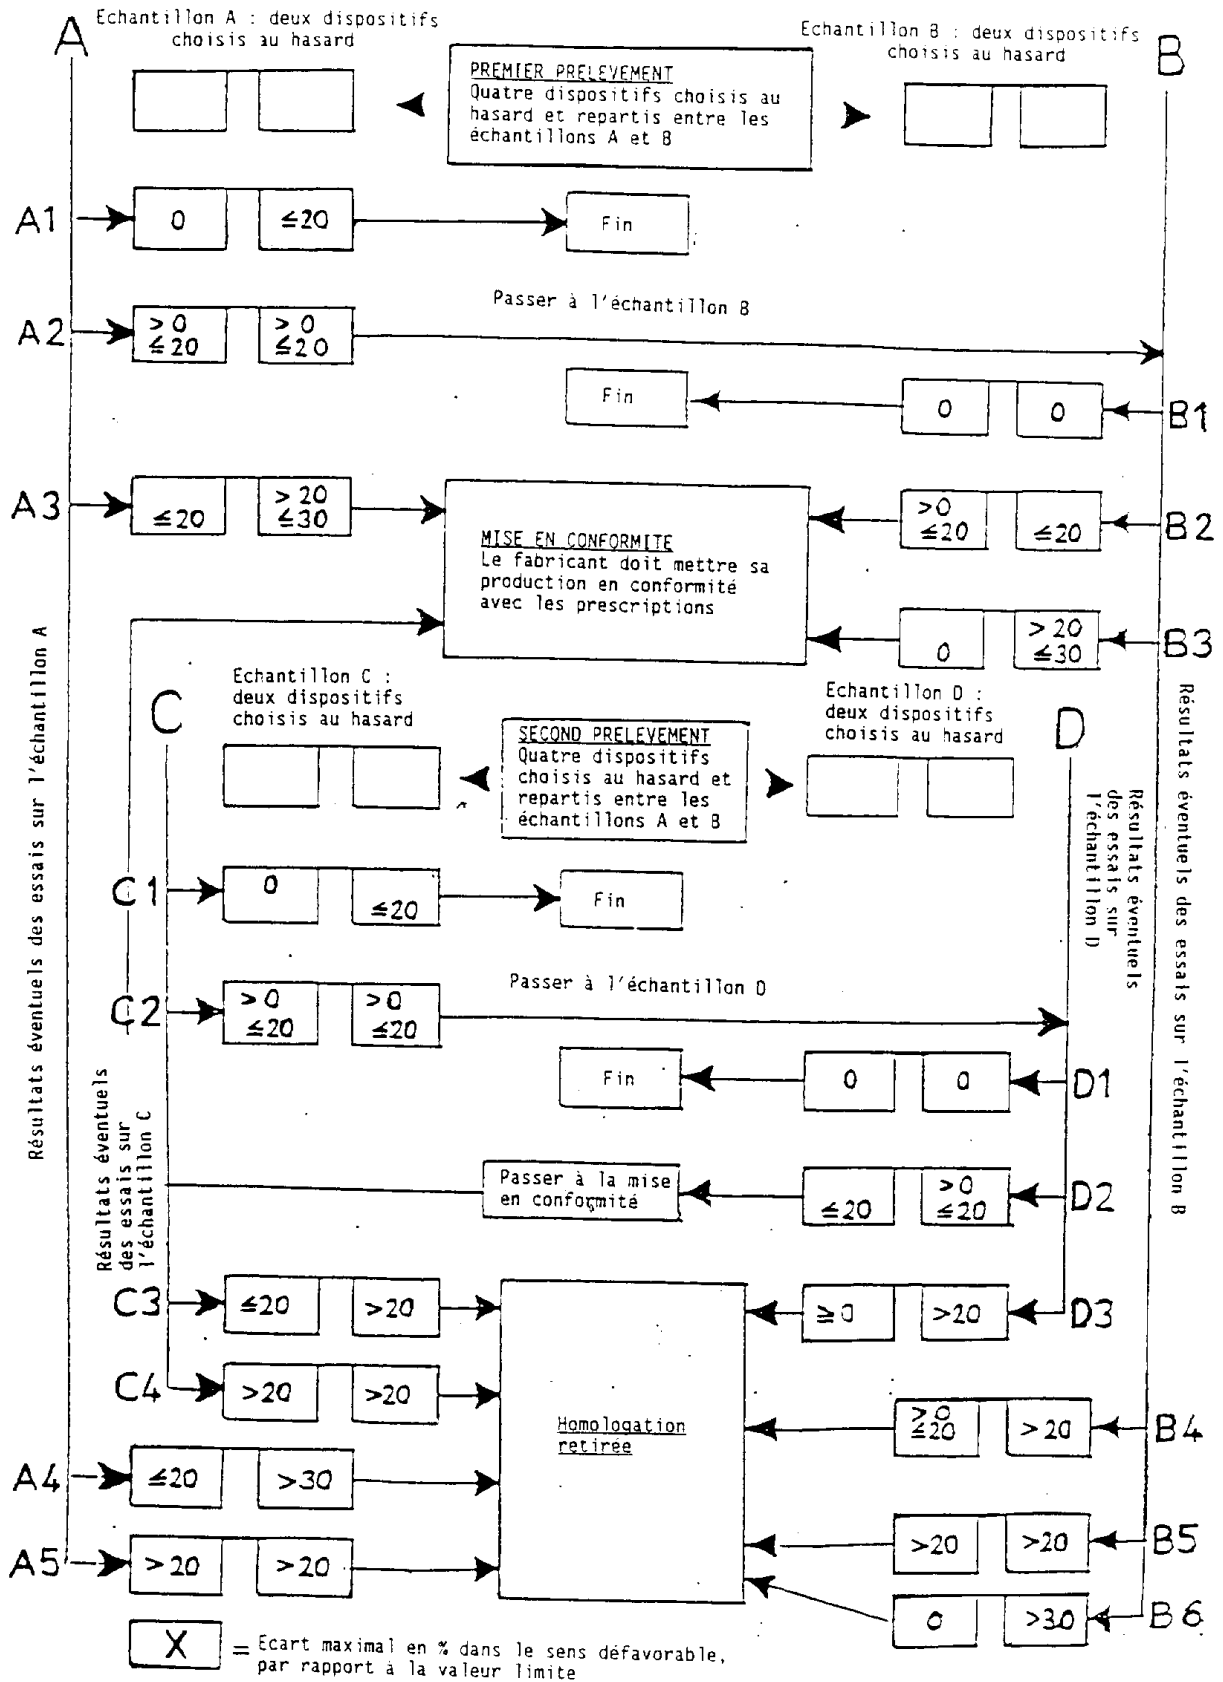 A
Echantillon A : deux dispositifs
choisis au hasard
PREMIER PRELEVEMENT
Quatre dispositifs choisis au
hasard et repartis entre les
échantillons A et B
Echantillon B : deux dispositifs
choisis au hasard
B
A1
0
≤20
Fin
A2
>0
≤20
>0
≤20
Passer à l'échantillon B
Fin
0
0
B1
A3
≤20
>20
≤30
MISE EN CONFORMITE
Le fabricant doit mettre sa
production en conformité
avec les prescriptions
>0
≤20
≤20
B2
0
>20
≤30
B3
Résultats éventuels des essais sur l'échantillon A
C
Echantillon C :
deux dispositifs
choisis au hasard
SECOND PRELEVEMENT
Quatre dispositifs
choisis au hasard et
repartis entre les
échantillons A et B
Echantillon D :
deux dispositifs
choisis au hasard
D
Résultats éventuels
des essais sur
l'échantillon D
Résultats éventuels des essais sur l'échantillon B
C1
0
≤20
Fin
C2
>0
≤20
>0
≤20
Passer à l'échantillon D
Fin
0
0
D1
Résultats éventuels
des essais sur
l'échantillon C
Passer à la mise
en conformité
≤20
>0
≤20
D2
C3
≤20
>20
≥0
>20
D3
C4
>20
>20
Homologation
retirée
>0
≤20
>20
B4
A4
≤20
>30
A5
>20
>20
>20
>20
B5
0
>30
B6
X
= Ecart maximal en % dans le sens défavorable,
par rapport à la valeur limite